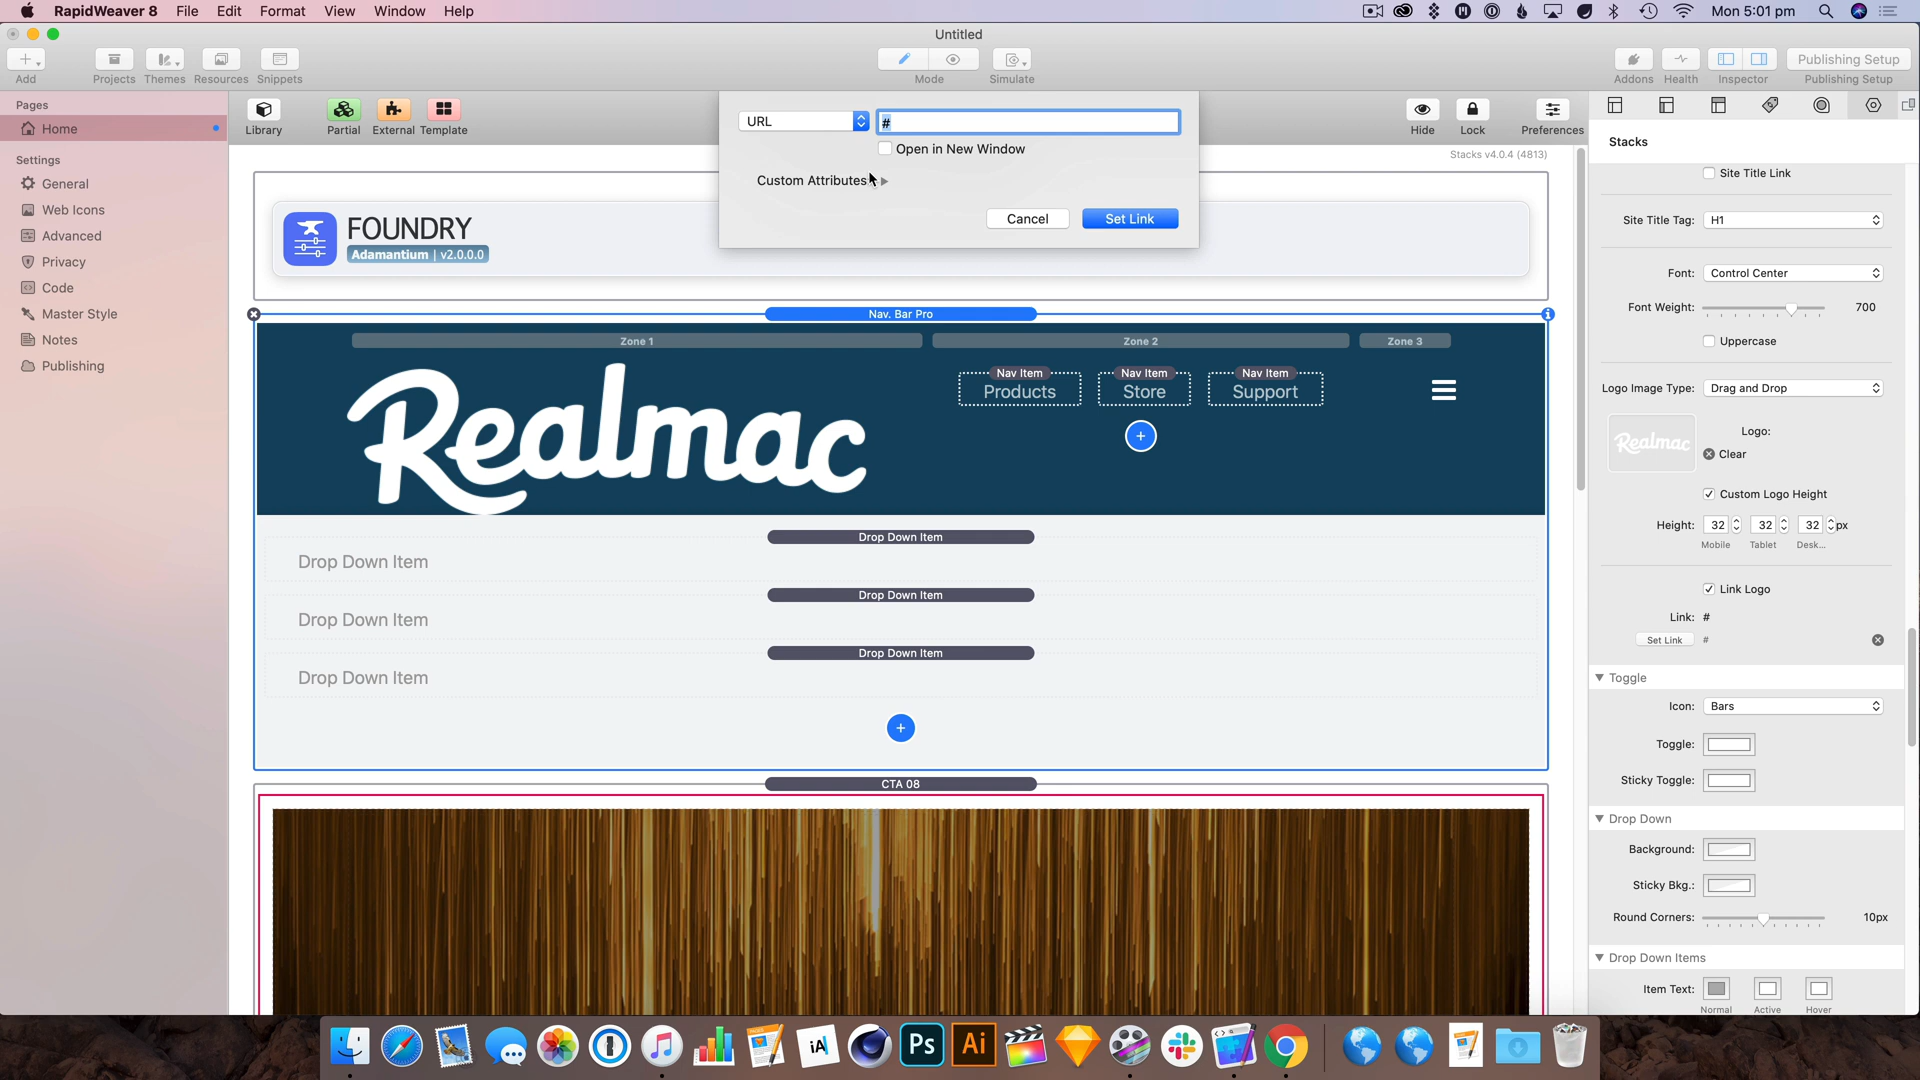 RapidWeaver 8 File Edit Format View Window Help Mon 5:01 pm
Untitled
Add Projects Themes Resources Snippets Mode Simulate Addons Health Inspector Publishing Setup
Publishing Setup
Pages
Home
Settings
General
Web Icons
Advanced
Privacy
Code
Master Style
Notes
Publishing
Library Partial External Template Hide Lock Preferences
URL #
Open in New Window
Custom Attributes
Cancel Set Link
Stacks v4.0.4 (4813)
FOUNDRY
Adamantium | v2.0.0.0
Nav. Bar Pro
Zone 1 Zone 2 Zone 3
Realmac
Nav Item Nav Item Nav Item
Products Store Support
Drop Down Item
Drop Down Item
Drop Down Item
Drop Down Item
Drop Down Item
Drop Down Item
CTA 08
Stacks
Site Title Link
Site Title Tag: H1
Font: Control Center
Font Weight: 700
Uppercase
Logo Image Type: Drag and Drop
Realmac
Logo:
Clear
Custom Logo Height
Height: 32 32 32 px
Mobile Tablet Desk...
Link Logo
Link: #
Set Link #
Toggle
Icon: Bars
Toggle:
Sticky Toggle:
Drop Down
Background:
Sticky Bkg.:
Round Corners: 10px
Drop Down Items
Item Text:
Normal Active Hover
iA Ps Ai